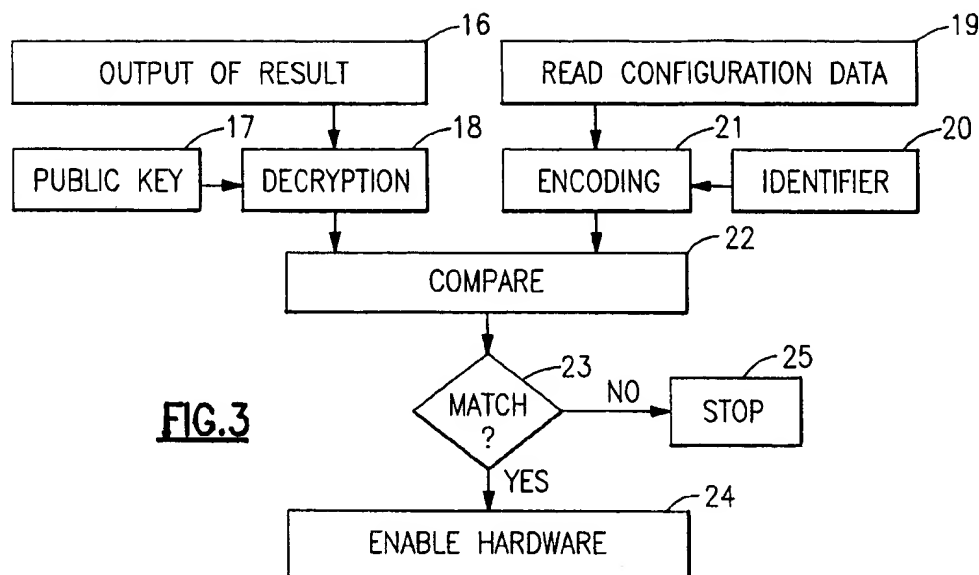 16
19
OUTPUT OF RESULT
READ CONFIGURATION DATA
17
18
21
20
PUBLIC KEY
DECRYPTION
ENCODING
IDENTIFIER
22
COMPARE
23
25
MATCH
?
NO
STOP
FIG.3
YES
24
ENABLE HARDWARE